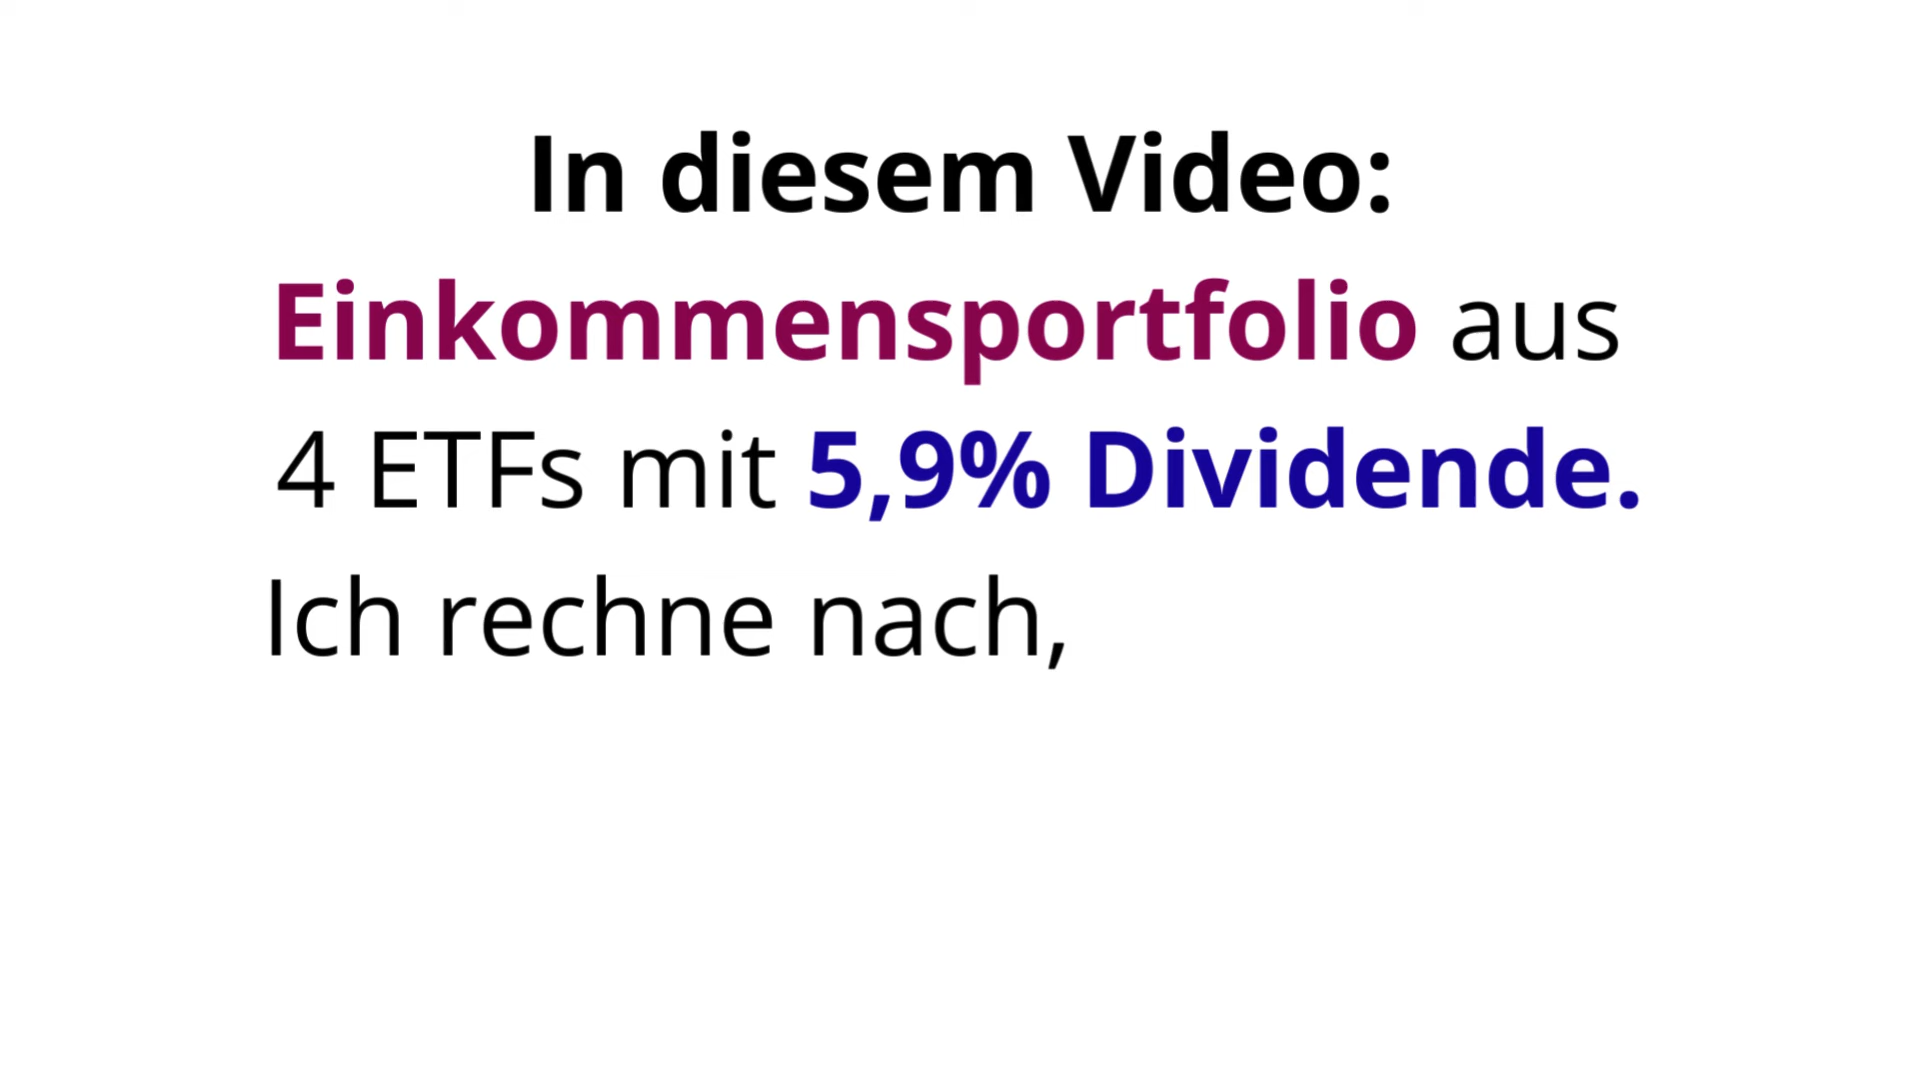 In diesem Video:
Einkommensportfolio aus
4 ETFs mit 5,9% Dividende.
Ich rechne nach,